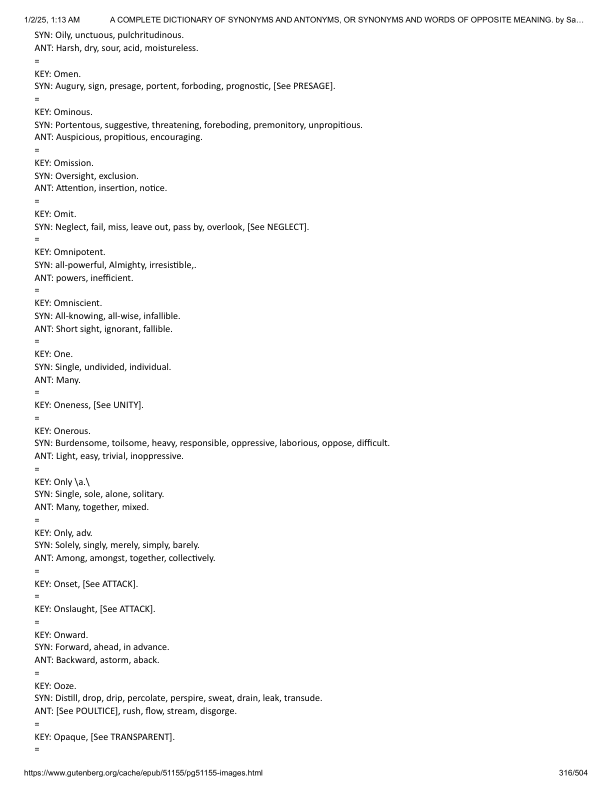 1/2/25, 1:13 AM A COMPLETE DICTIONARY OF SYNONYMS AND ANTONYMS, OR SYNONYMS AND WORDS OF OPPOSITE MEANING. by Sa…
SYN: Oily, unctuous, pulchritudinous.
ANT: Harsh, dry, sour, acid, moistureless.
=
KEY: Omen.
SYN: Augury, sign, presage, portent, forboding, prognostic, [See PRESAGE].
=
KEY: Ominous.
SYN: Portentous, suggestive, threatening, foreboding, premonitory, unpropitious.
ANT: Auspicious, propitious, encouraging.
=
KEY: Omission.
SYN: Oversight, exclusion.
ANT: Attention, insertion, notice.
=
KEY: Omit.
SYN: Neglect, fail, miss, leave out, pass by, overlook, [See NEGLECT].
=
KEY: Omnipotent.
SYN: all-powerful, Almighty, irresistible,.
ANT: powers, inefficient.
=
KEY: Omniscient.
SYN: All-knowing, all-wise, infallible.
ANT: Short sight, ignorant, fallible.
=
KEY: One.
SYN: Single, undivided, individual.
ANT: Many.
=
KEY: Oneness, [See UNITY].
=
KEY: Onerous.
SYN: Burdensome, toilsome, heavy, responsible, oppressive, laborious, oppose, difficult.
ANT: Light, easy, trivial, inoppressive.
=
KEY: Only \a.\
SYN: Single, sole, alone, solitary.
ANT: Many, together, mixed.
=
KEY: Only, adv.
SYN: Solely, singly, merely, simply, barely.
ANT: Among, amongst, together, collectively.
=
KEY: Onset, [See ATTACK].
=
KEY: Onslaught, [See ATTACK].
=
KEY: Onward.
SYN: Forward, ahead, in advance.
ANT: Backward, astorm, aback.
=
KEY: Ooze.
SYN: Distill, drop, drip, percolate, perspire, sweat, drain, leak, transude.
ANT: [See POULTICE], rush, flow, stream, disgorge.
=
KEY: Opaque, [See TRANSPARENT].
=
https://www.gutenberg.org/cache/epub/51155/pg51155-images.html 316/504